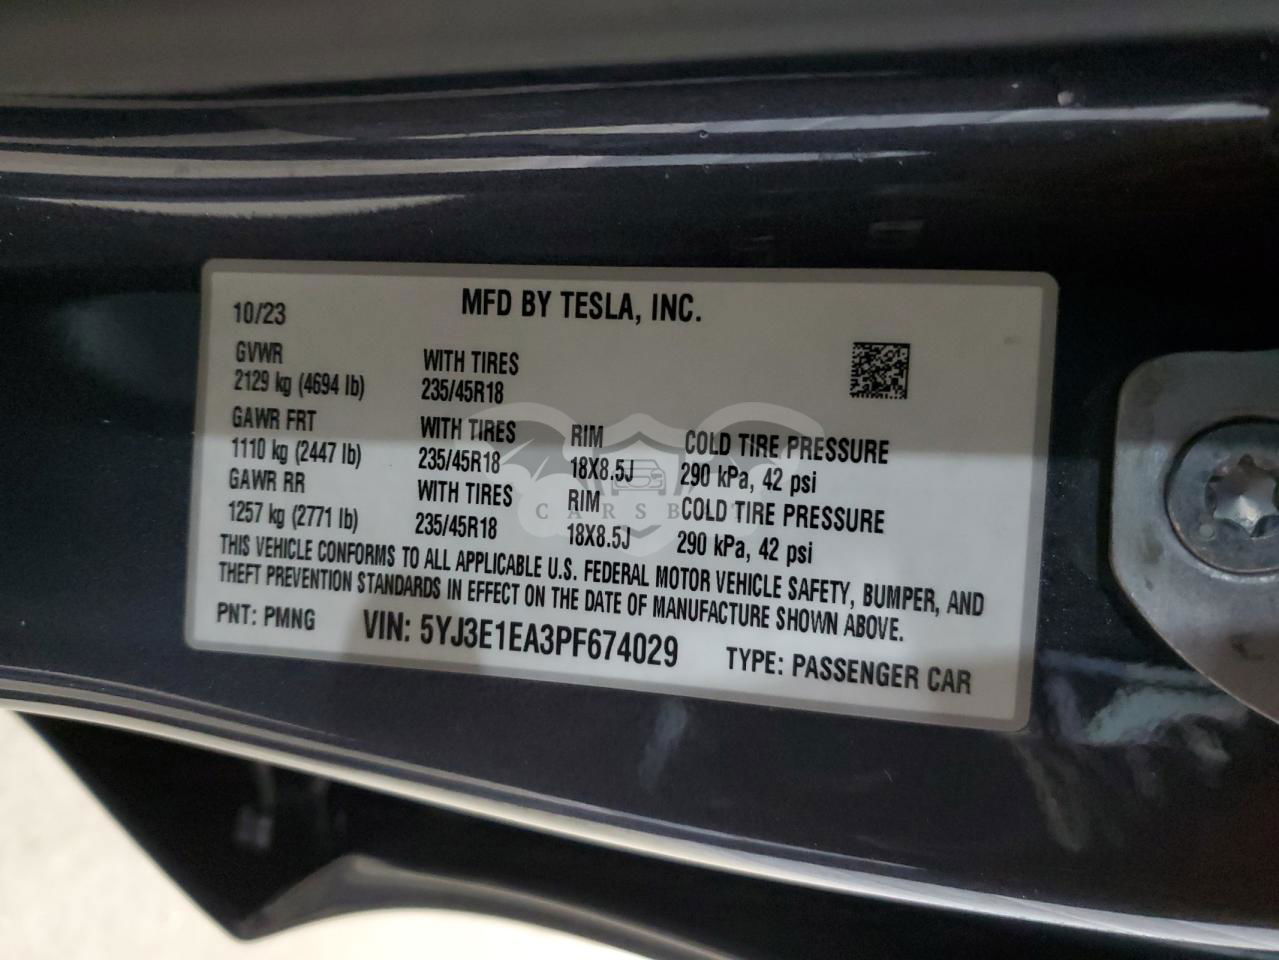 MFD BY TESLA, INC.
10/23
GVWR
2129 kg (4694 lb)
WITH TIRES
235/45R18
GAWR FRT
1110 kg (2447 lb)
WITH TIRES
235/45R18
RIM
18X8.5J
COLD TIRE PRESSURE
290 kPa, 42 psi
GAWR RR
1257 kg (2771 lb)
WITH TIRES
235/45R18
RIM
18X8.5J
COLD TIRE PRESSURE
290 kPa, 42 psi
THIS VEHICLE CONFORMS TO ALL APPLICABLE U.S. FEDERAL MOTOR VEHICLE SAFETY, BUMPER, AND
THEFT PREVENTION STANDARDS IN EFFECT ON THE DATE OF MANUFACTURE SHOWN ABOVE.
PNT: PMNG VIN: 5YJ3E1EA3PF674029 TYPE: PASSENGER CAR